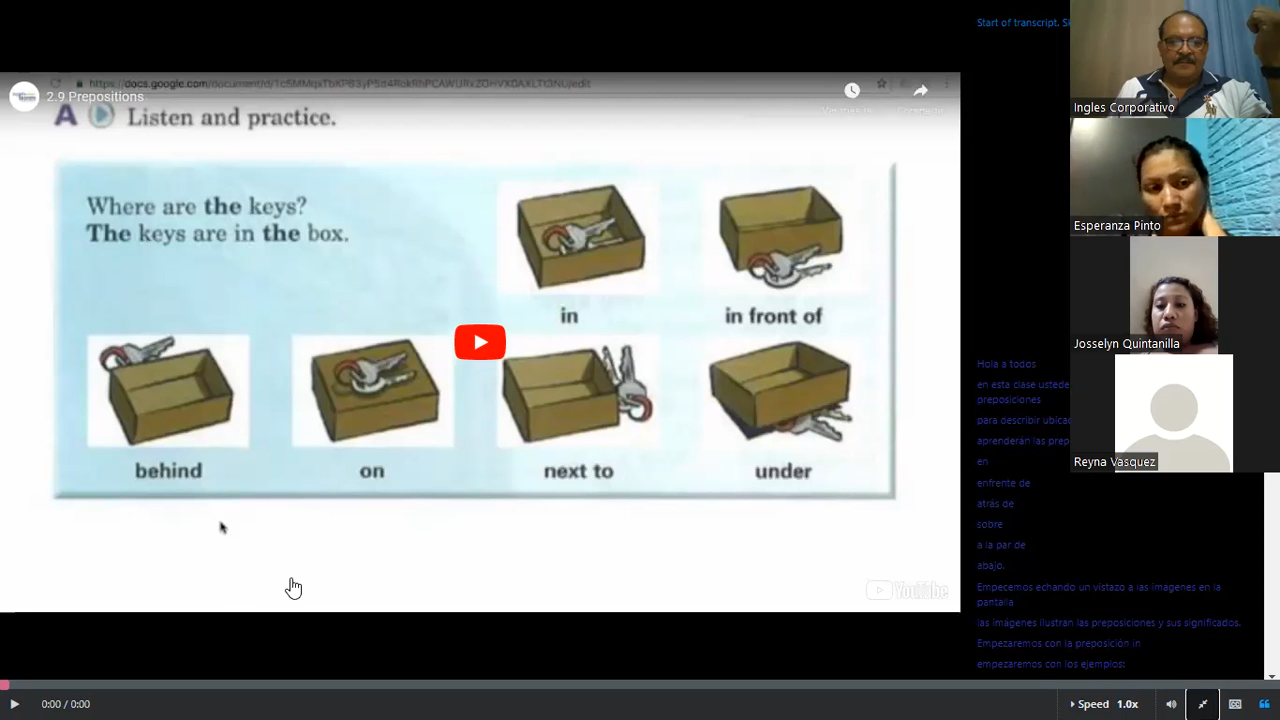 Start of transcript.
2.9 Prepositions
A Listen and practice.
Where are the keys?
The keys are in the box.
in
in front of
behind
on
next to
under
YouTube
0:00 / 0:00
Speed 1.0x
Ingles Corporativo
Esperanza Pinto
Josselyn Quintanilla
Reyna Vasquez
Hola a todos
en esta clase
preposiciones
para describir
aprenderán las
en
enfrente de
atrás de
sobre
a la par de
abajo.
Empecemos echando un vistazo a las imagenes en la
pantalla
las imágenes ilustran las preposiciones y sus significados.
Empezaremos con la preposición in
empezaremos con los ejemplos: